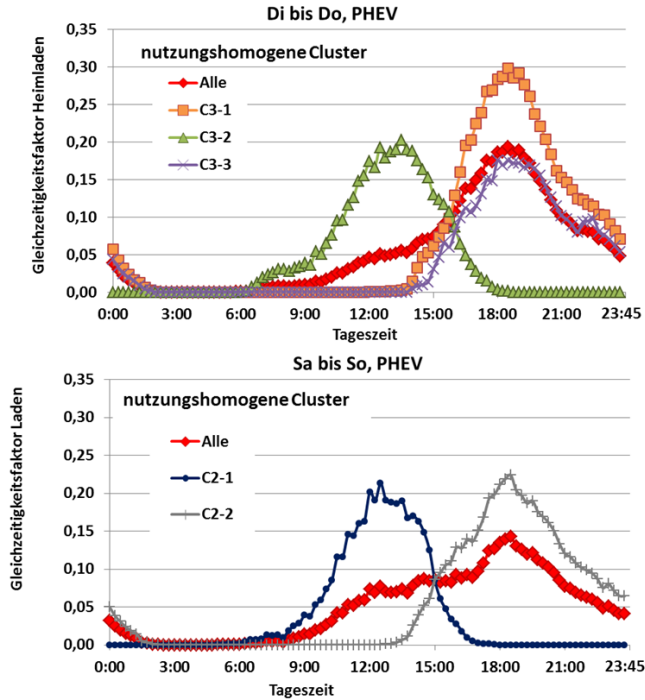 Di bis Do, PHEV
nutzungshomogene Cluster
Alle
C3-1
C3-2
C3-3
Gleichzeitigkeitsfaktor Heimladen
0,35
0,30
0,25
0,20
0,15
0,10
0,05
0,00
0:00 3:00 6:00 9:00 12:00 15:00 18:00 21:00 23:45
Tageszeit
Sa bis So, PHEV
nutzungshomogene Cluster
Alle
C2-1
C2-2
Gleichzeitigkeitsfaktor Laden
0,35
0,30
0,25
0,20
0,15
0,10
0,05
0,00
0:00 3:00 6:00 9:00 12:00 15:00 18:00 21:00 23:45
Tageszeit